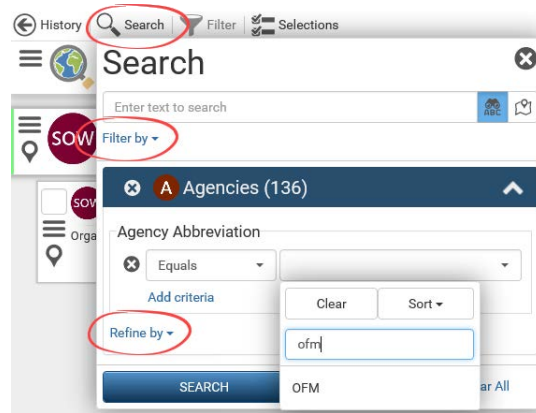 History Search Filter Selections
Search
Enter text to search
ABC
SOW
Filter by
A Agencies (136)
SOW
Orga
Agency Abbreviation
Equals
Add criteria
Clear Sort
Refine by
ofm
SEARCH
OFM
ar All